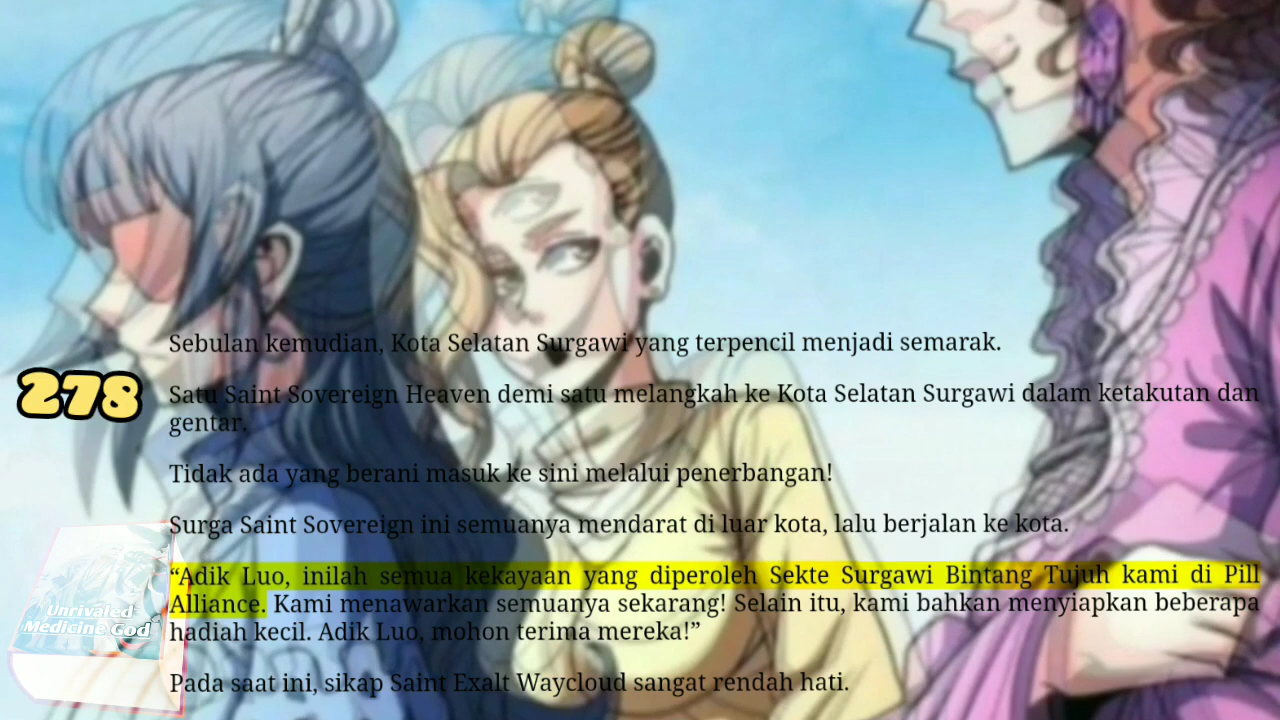 Sebulan kemudian, Kota Selatan Surgawi yang terpencil menjadi semarak.
278
Satu Saint Sovereign Heaven demi satu melangkah ke Kota Selatan Surgawi dalam ketakutan dan
gentar.
Tidak ada yang berani masuk ke sini melalui penerbangan!
Surga Saint Sovereign ini semuanya mendarat di luar kota, lalu berjalan ke kota.
“Adik Luo, inilah semua kekayaan yang diperoleh Sekte Surgawi Bintang Tujuh kami di Pill
Alliance. Kami menawarkan semuanya sekarang! Selain itu, kami bahkan menyiapkan beberapa
hadiah kecil. Adik Luo, mohon terima mereka!”
Unrivaled
Medicine God
Pada saat ini, sikap Saint Exalt Waycloud sangat rendah hati.